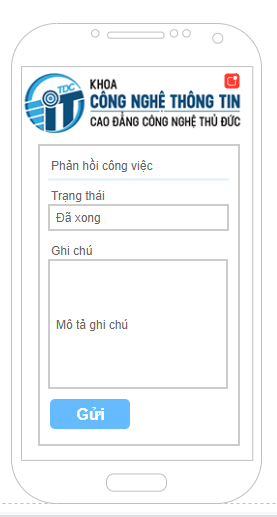 TDC
iT
KHOA
CÔNG NGHỆ THÔNG TIN
CAO ĐẲNG CÔNG NGHỆ THỦ ĐỨC
Phản hồi công việc
Trạng thái
Đã xong
Ghi chú
Mô tả ghi chú
Gửi